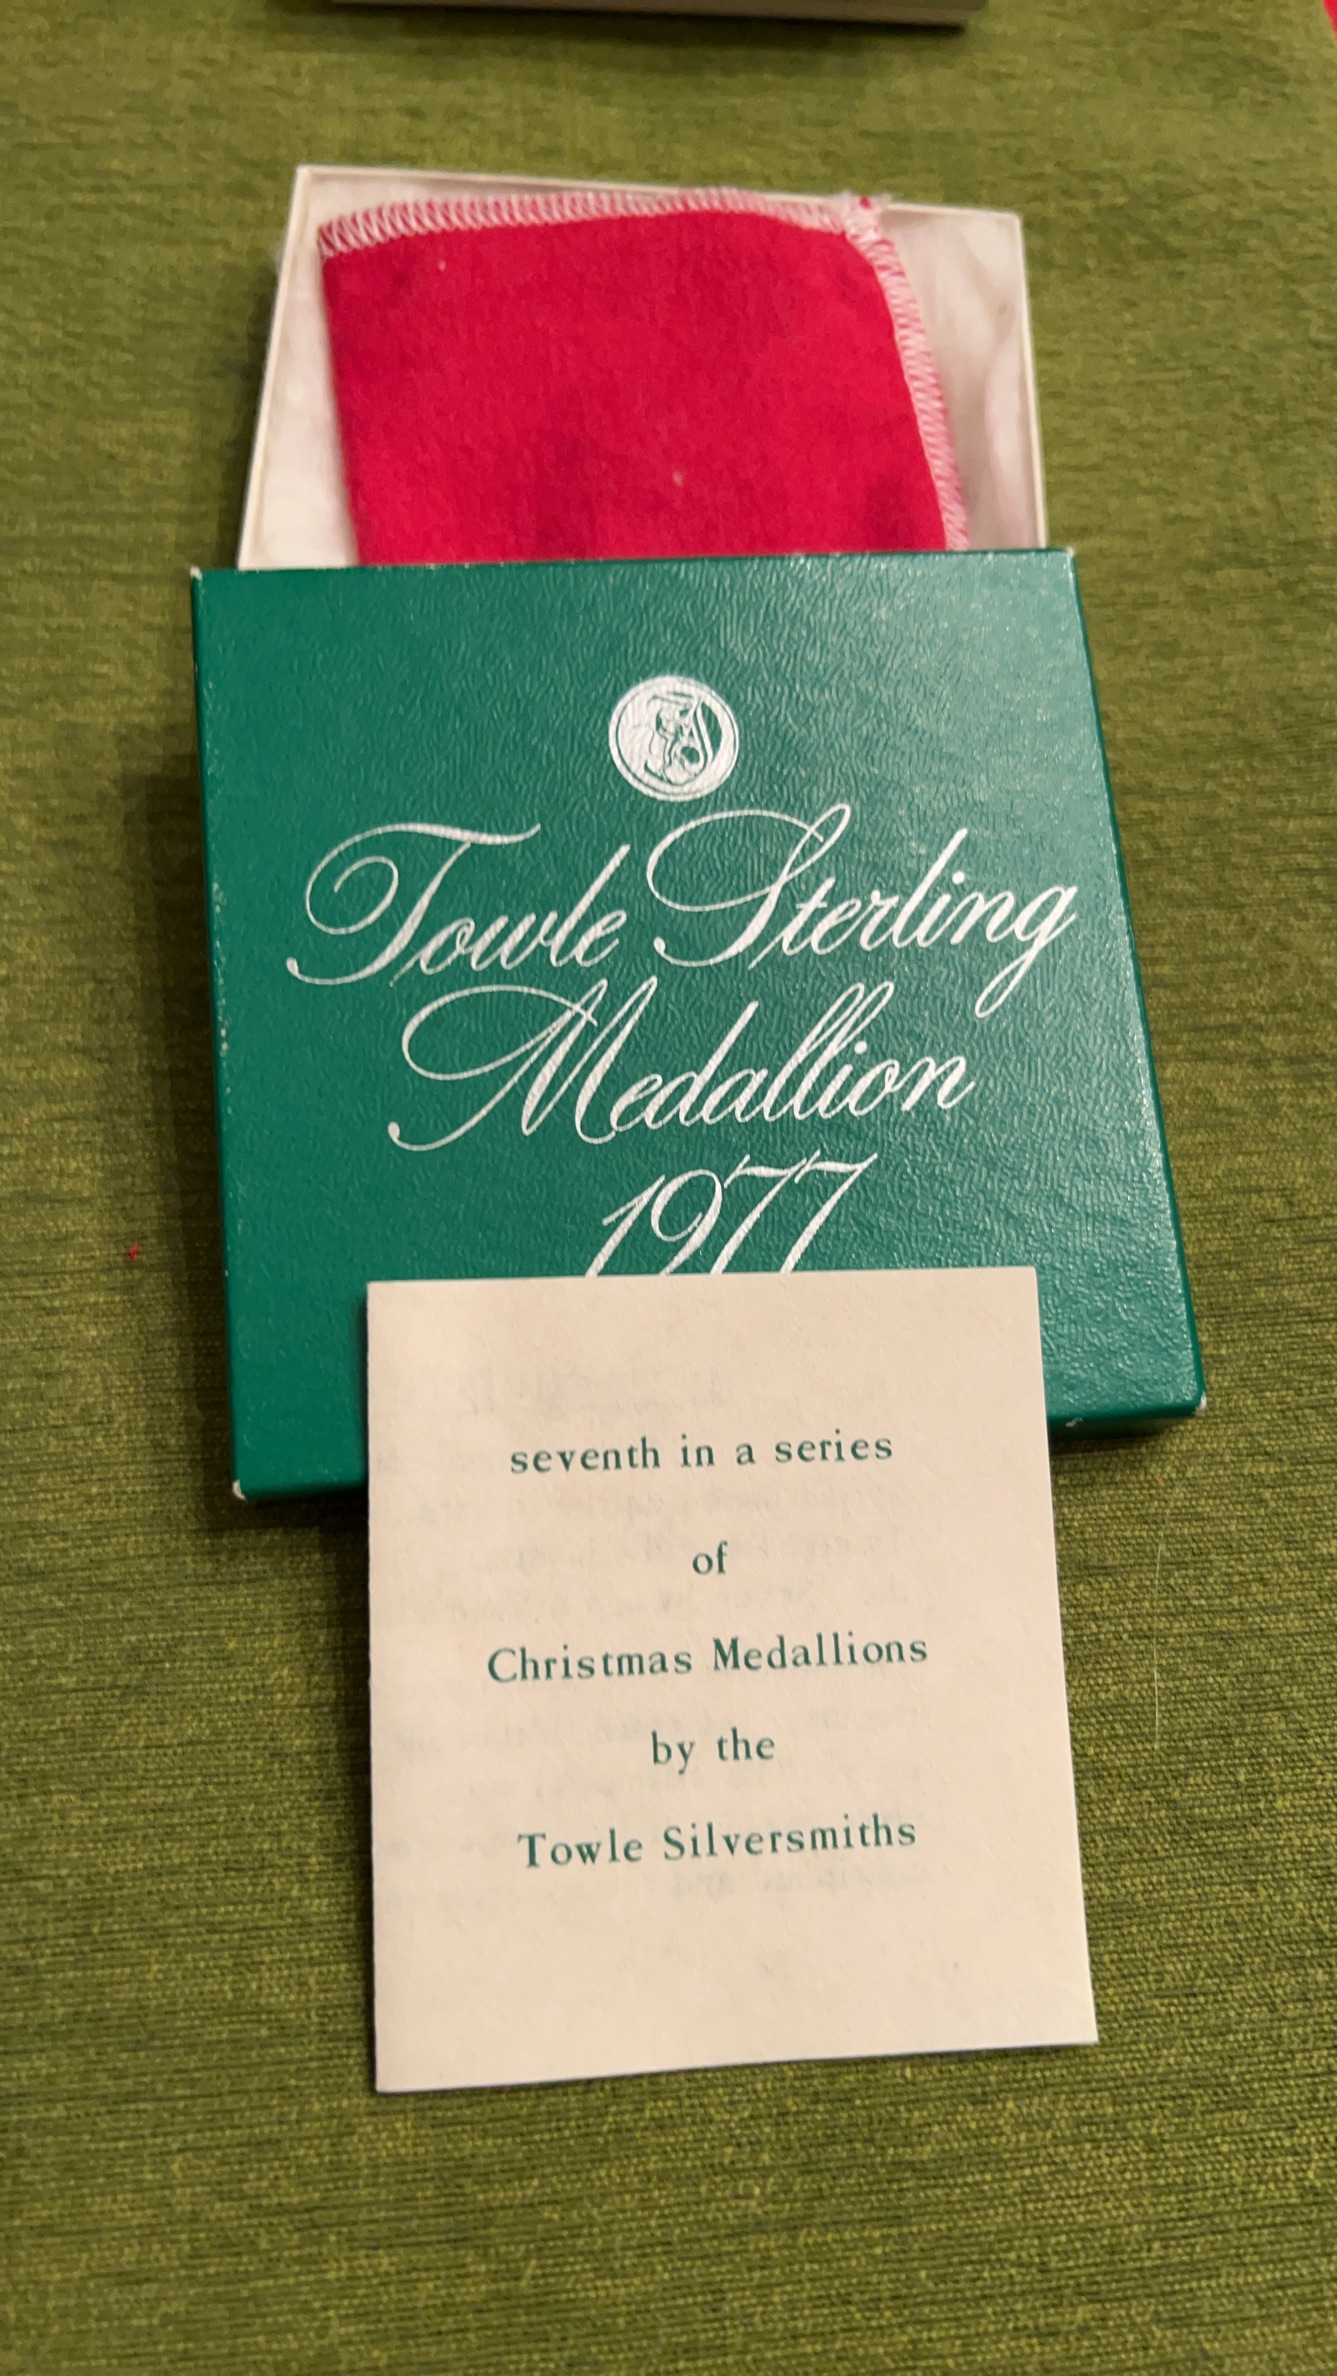 Towle Sterling
Medallion
1977
seventh in a series
of
Christmas Medallions
by the
Towle Silversmiths